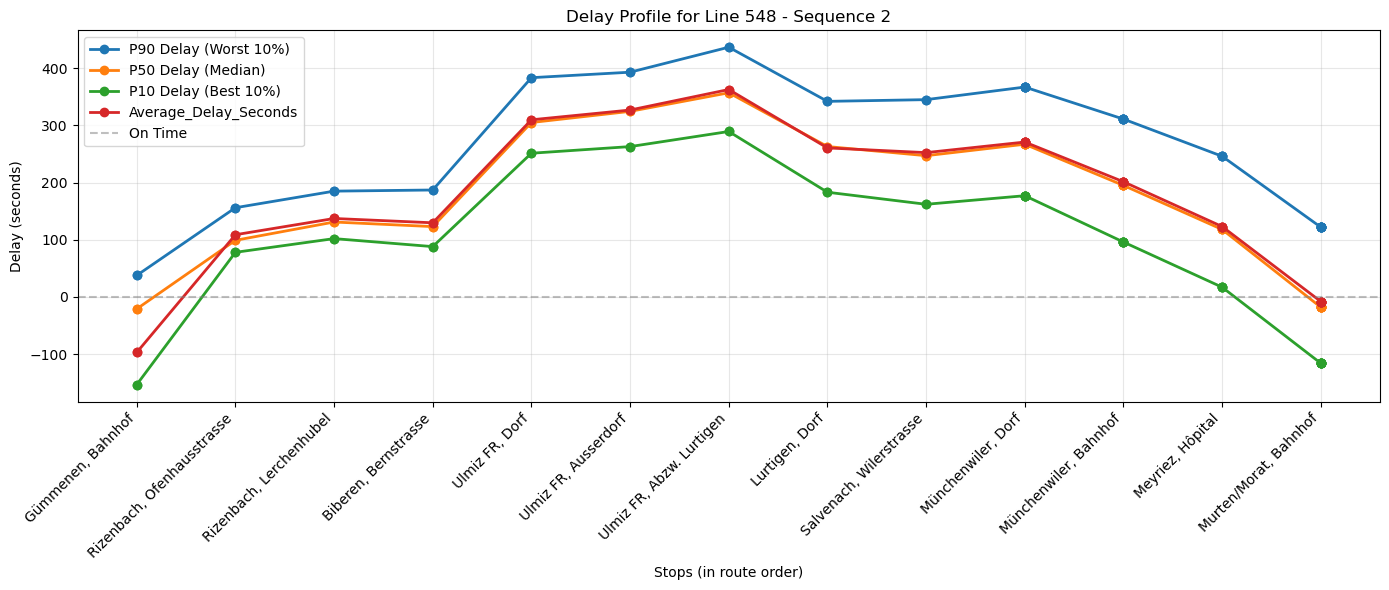 Delay Profile for Line 548 - Sequence 2
P90 Delay (Worst 10%)
P50 Delay (Median)
P10 Delay (Best 10%)
Average_Delay_Seconds
On Time
Delay (seconds)
400
300
200
100
0
−100
Gümmenen, Bahnhof
Rizenbach, Ofenhausstrasse
Rizenbach, Lerchenhubel
Biberen, Bernstrasse
Ulmiz FR, Dorf
Ulmiz FR, Ausserdorf
Ulmiz FR, Abzw. Lurtigen
Lurtigen, Dorf
Salvenach, Wilerstrasse
Münchenwiler, Dorf
Münchenwiler, Bahnhof
Meyriez, Hôpital
Murten/Morat, Bahnhof
Stops (in route order)